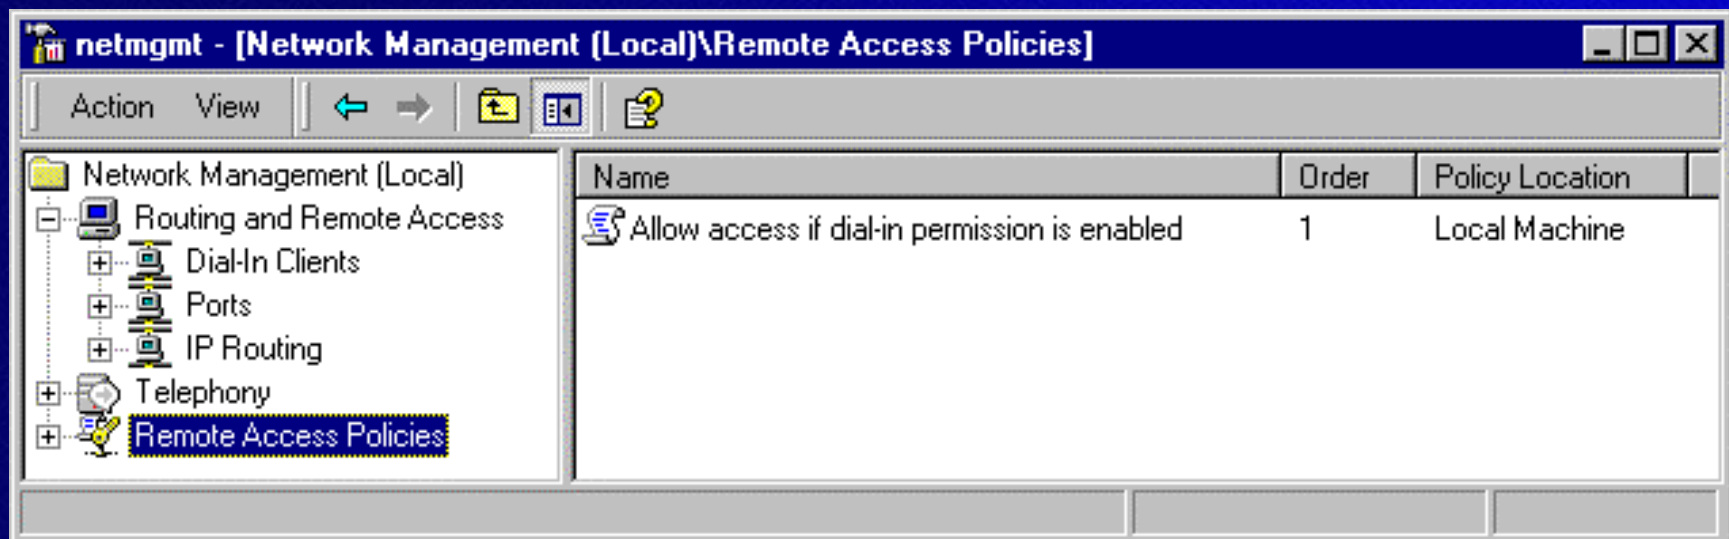 netmgmt - [Network Management (Local)\Remote Access Policies]
Action View
Network Management (Local)
Routing and Remote Access
Dial-In Clients
Ports
IP Routing
Telephony
Remote Access Policies
Name Order Policy Location
Allow access if dial-in permission is enabled 1 Local Machine